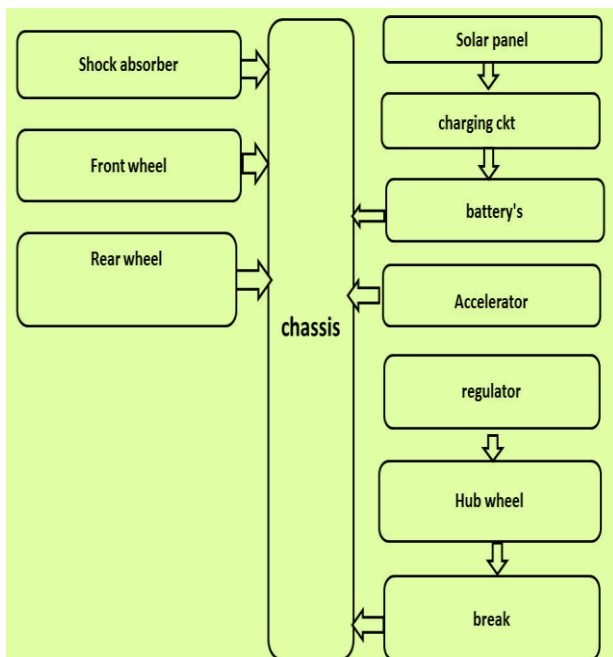 Shock absorber
Front wheel
Rear wheel
chassis
Solar panel
charging ckt
battery's
Accelerator
regulator
Hub wheel
break